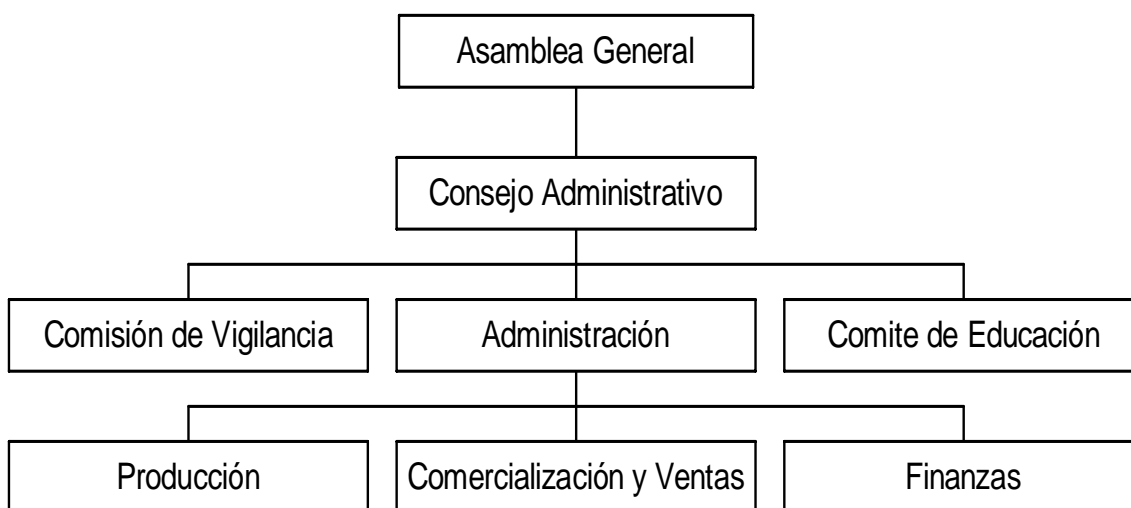 Asamblea General
Consejo Administrativo
Comisión de Vigilancia
Administración
Comite de Educación
Producción
Comercialización y Ventas
Finanzas